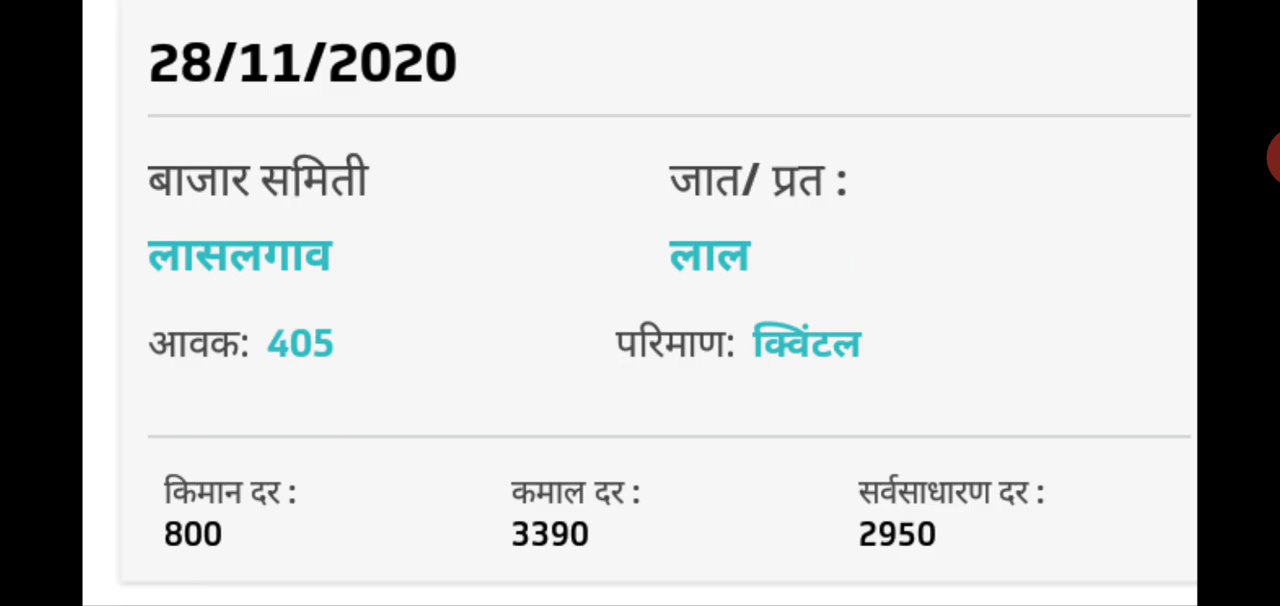 28/11/2020
बाजार समिती जात/ प्रत :
लासलगाव लाल
आवक: 405 परिमाण: क्विंटल
किमान दर : कमाल दर : सर्वसाधारण दर :
800 3390 2950